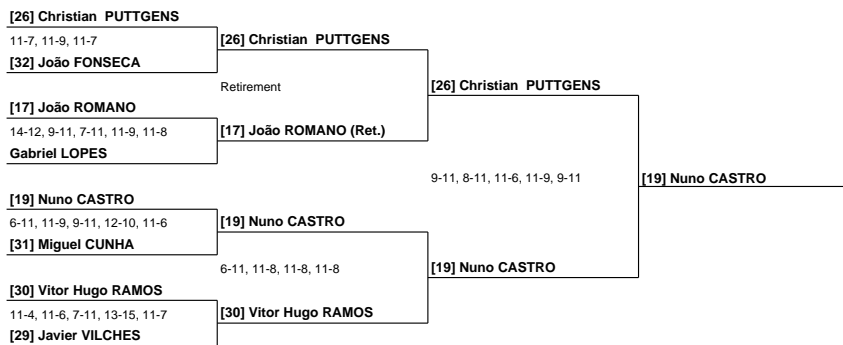 [26] Christian PUTTGENS
11-7, 11-9, 11-7
[32] João FONSECA
[17] João ROMANO
14-12, 9-11, 7-11, 11-9, 11-8
Gabriel LOPES
[19] Nuno CASTRO
6-11, 11-9, 9-11, 12-10, 11-6
[31] Miguel CUNHA
[30] Vitor Hugo RAMOS
11-4, 11-6, 7-11, 13-15, 11-7
[29] Javier VILCHES
[26] Christian PUTTGENS
Retirement
[17] João ROMANO (Ret.)
[19] Nuno CASTRO
6-11, 11-8, 11-8, 11-8
[30] Vitor Hugo RAMOS
[26] Christian PUTTGENS
9-11, 8-11, 11-6, 11-9, 9-11
[19] Nuno CASTRO
[19] Nuno CASTRO